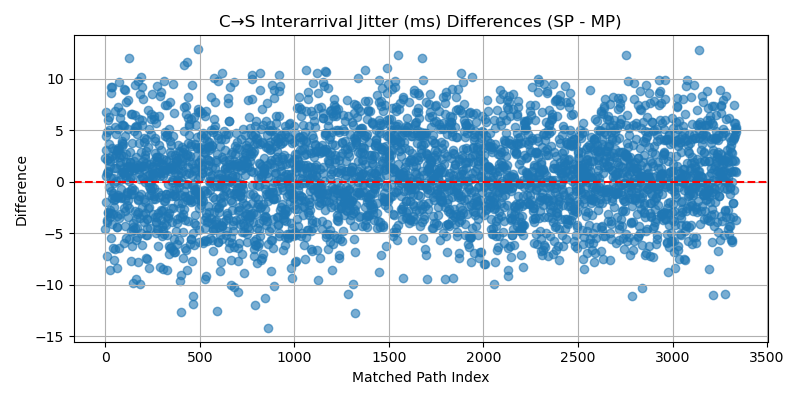 C→S Interarrival Jitter (ms) Differences (SP - MP)
Difference
10
5
0
−5
−10
−15
0 500 1000 1500 2000 2500 3000 3500
Matched Path Index